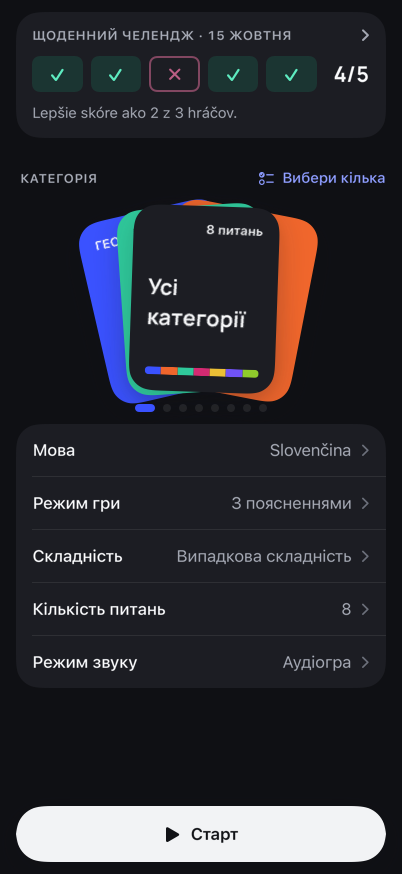 ЩОДЕННИЙ ЧЕЛЕНДЖ · 15 ЖОВТНЯ
4/5
Lepšie skóre ako 2 z 3 hráčov.
КАТЕГОРІЯ
Вибери кілька
8 питань
Усі
категорії
Мова
Slovenčina
Режим гри
З поясненнями
Складність
Випадкова складність
Кількість питань
8
Режим звуку
Аудіогра
Старт